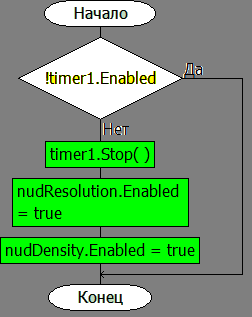 Начало
!timer1.Enabled
Да
Нет
timer1.Stop( )
nudResolution.Enabled
= true
nudDensity.Enabled = true
Конец